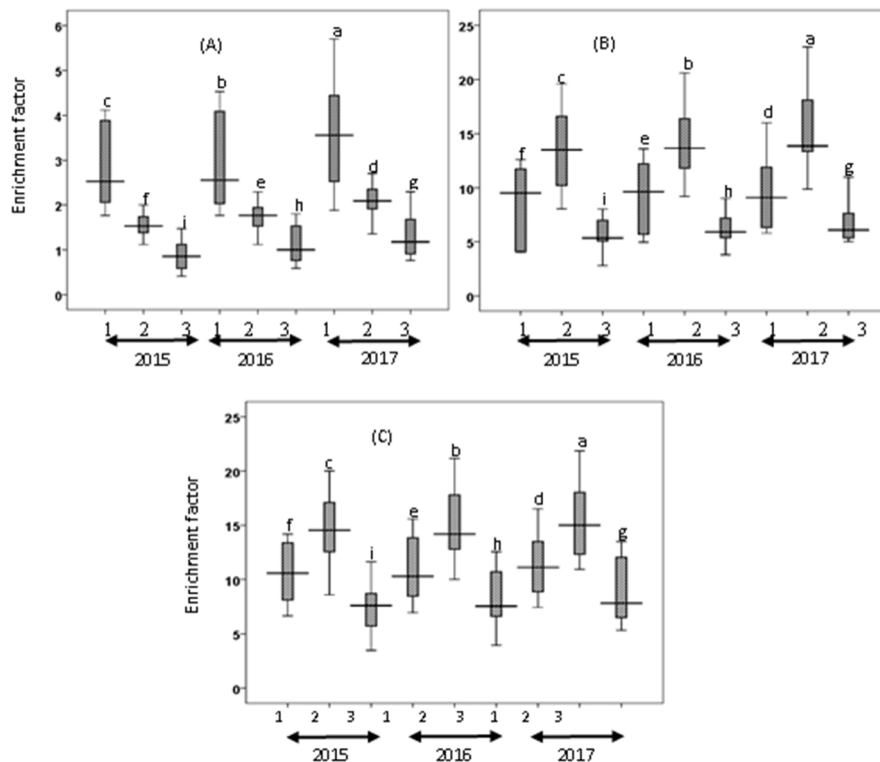 (A)
Enrichment factor
6
5
4
3
2
1
0
c f i b e h a d g
1 2 3 1 2 3 1 2 3
2015 2016 2017
(B)
25
20
15
10
5
0
f c i e b h d a g
1 2 3 1 2 3 1 2 3
2015 2016 2017
(C)
Enrichment factor
25
20
15
10
5
0
f c i e b h d a g
1 2 3 1 2 3 1 2 3
2015 2016 2017